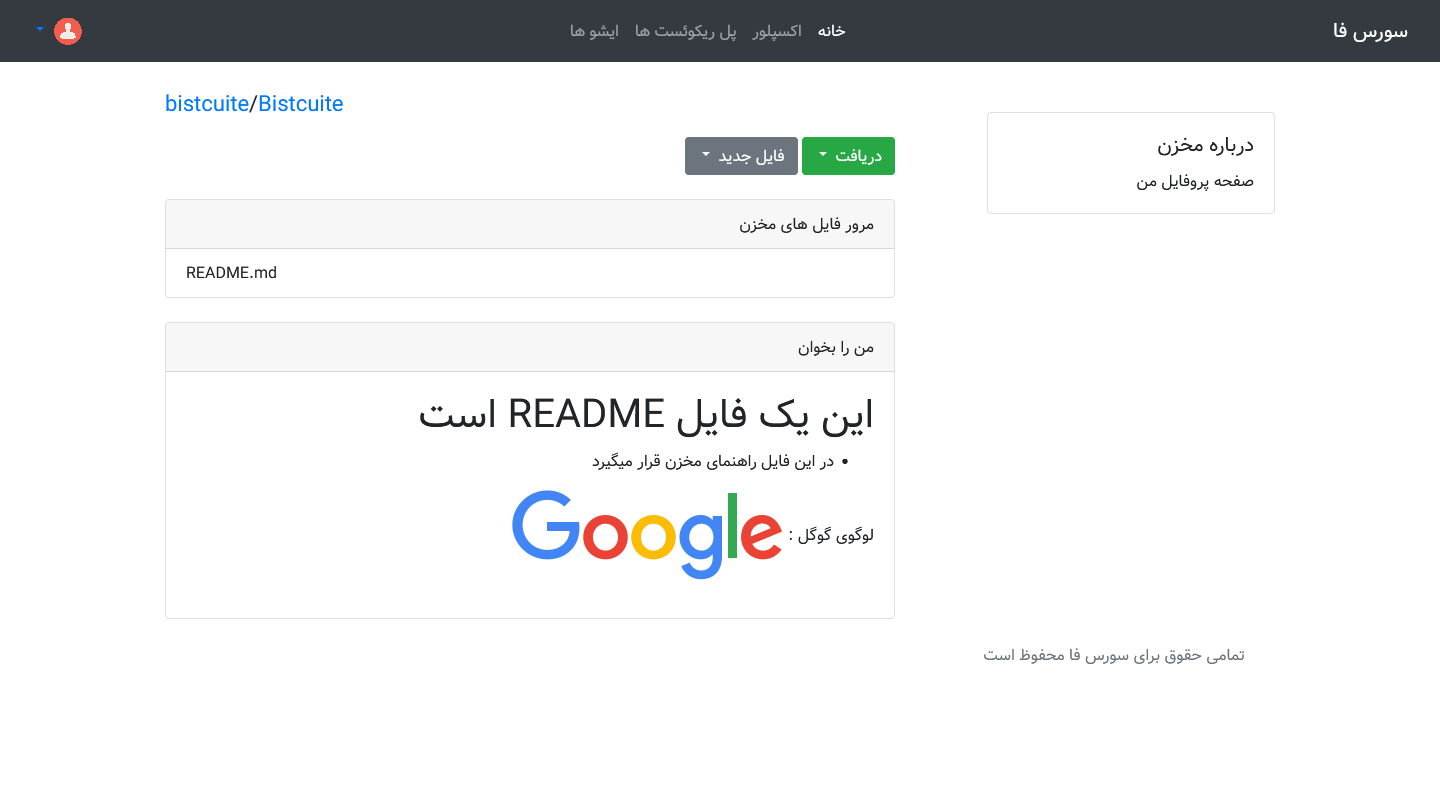 سورس فا
خانه
اکسپلور
پل ریکوئست ها
ایشو ها
bistcuite/Bistcuite
درباره مخزن
صفحه پروفایل من
دریافت
فایل جدید
مرور فایل های مخزن
README.md
من را بخوان
این یک فایل README است
• در این فایل راهنمای مخزن قرار میگیرد
لوگوی گوگل : Google
تمامی حقوق برای سورس فا محفوظ است